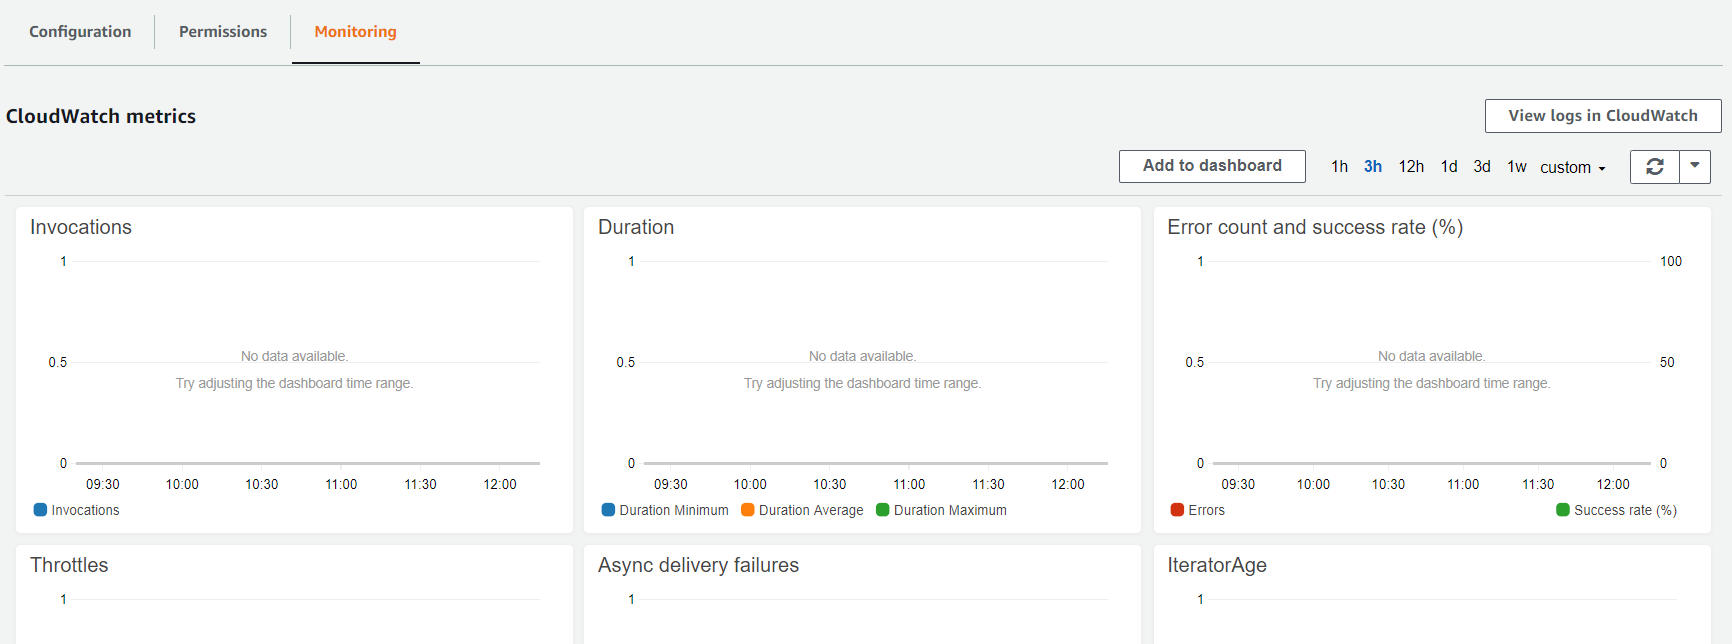 Configuration
Permissions
Monitoring
CloudWatch metrics
View logs in CloudWatch
Add to dashboard
1h 3h 12h 1d 3d 1w custom
Invocations
1
0.5
0
No data available.
Try adjusting the dashboard time range.
09:30 10:00 10:30 11:00 11:30 12:00
Invocations
Duration
1
0.5
0
No data available.
Try adjusting the dashboard time range.
09:30 10:00 10:30 11:00 11:30 12:00
Duration Minimum Duration Average Duration Maximum
Error count and success rate (%)
1 100
0.5 50
0 0
No data available.
Try adjusting the dashboard time range.
09:30 10:00 10:30 11:00 11:30 12:00
Errors Success rate (%)
Throttles
1
Async delivery failures
1
IteratorAge
1